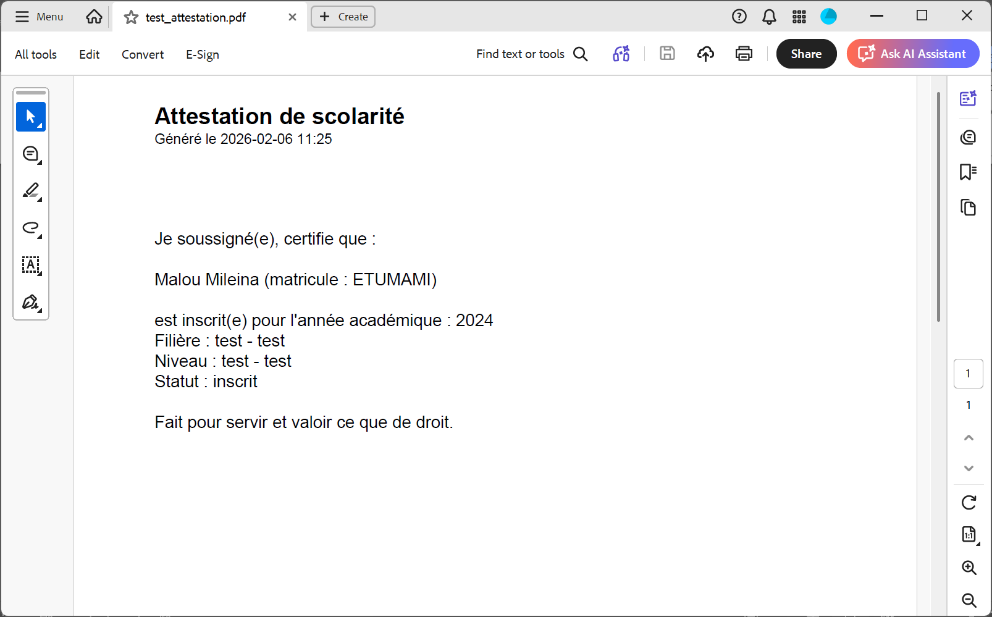 Menu
test_attestation.pdf
Create
All tools
Edit
Convert
E-Sign
Find text or tools
Share
Ask AI Assistant
Attestation de scolarité
Généré le 2026-02-06 11:25
Je soussigné(e), certifie que :
Malou Mileina (matricule : ETUMAMI)
est inscrit(e) pour l'année académique : 2024
Filière : test - test
Niveau : test - test
Statut : inscrit
Fait pour servir et valoir ce que de droit.
1
1